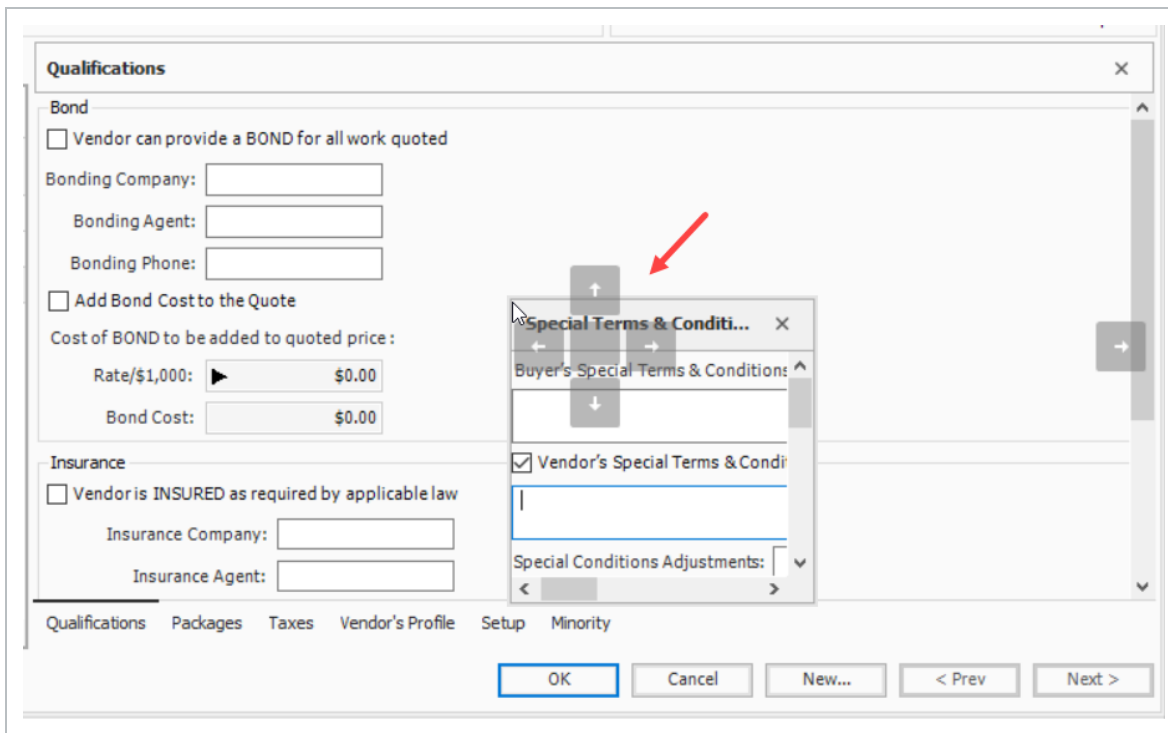 Qualifications
Bond
Vendor can provide a BOND for all work quoted
Bonding Company:
Bonding Agent:
Bonding Phone:
Add Bond Cost to the Quote
Cost of BOND to be added to quoted price :
Rate/$1,000: $0.00
Bond Cost: $0.00
Special Terms & Conditi...
Buyer's Special Terms & Conditions
Vendor's Special Terms & Condi
Special Conditions Adjustments:
Insurance
Vendor is INSURED as required by applicable law
Insurance Company:
Insurance Agent:
Qualifications Packages Taxes Vendor's Profile Setup Minority
OK Cancel New... < Prev Next >